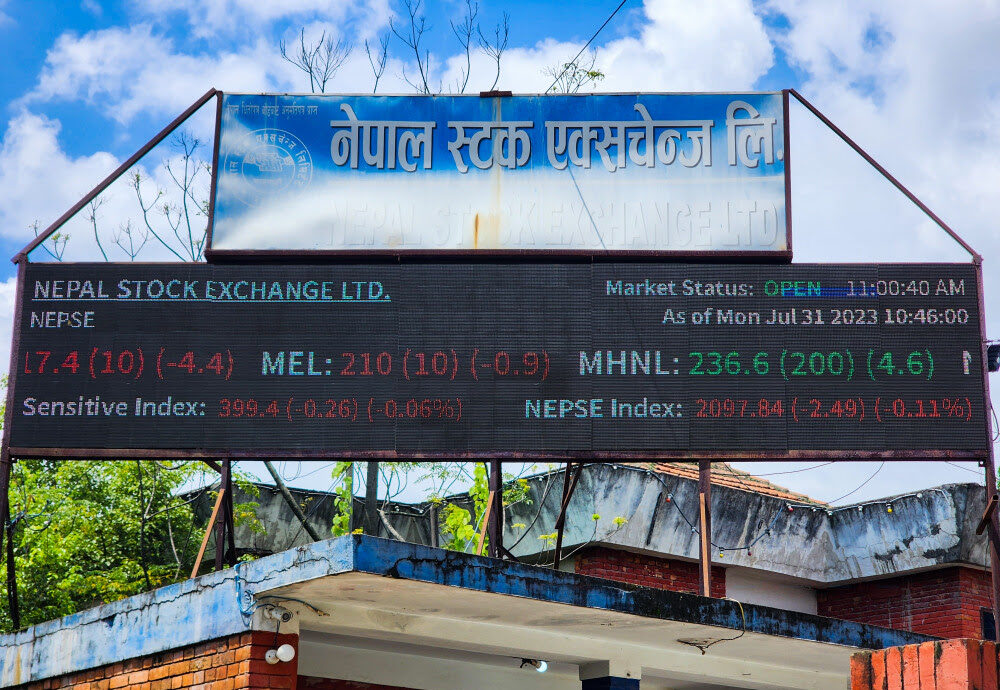 नेपाल स्टक एक्सचेन्ज लि.
NEPAL STOCK EXCHANGE LTD
NEPAL STOCK EXCHANGE LTD. Market Status: OPEN 11:00:40 AM
NEPSE As of Mon Jul 31 2023 10:46:00
17.4 (10) (-4.4) MEL: 210 (10) (-0.9) MHNL: 236.6 (200) (4.6)
Sensitive Index: 399.4 (-0.26) (-0.06%) NEPSE Index: 2097.84 (-2.49) (-0.11%)